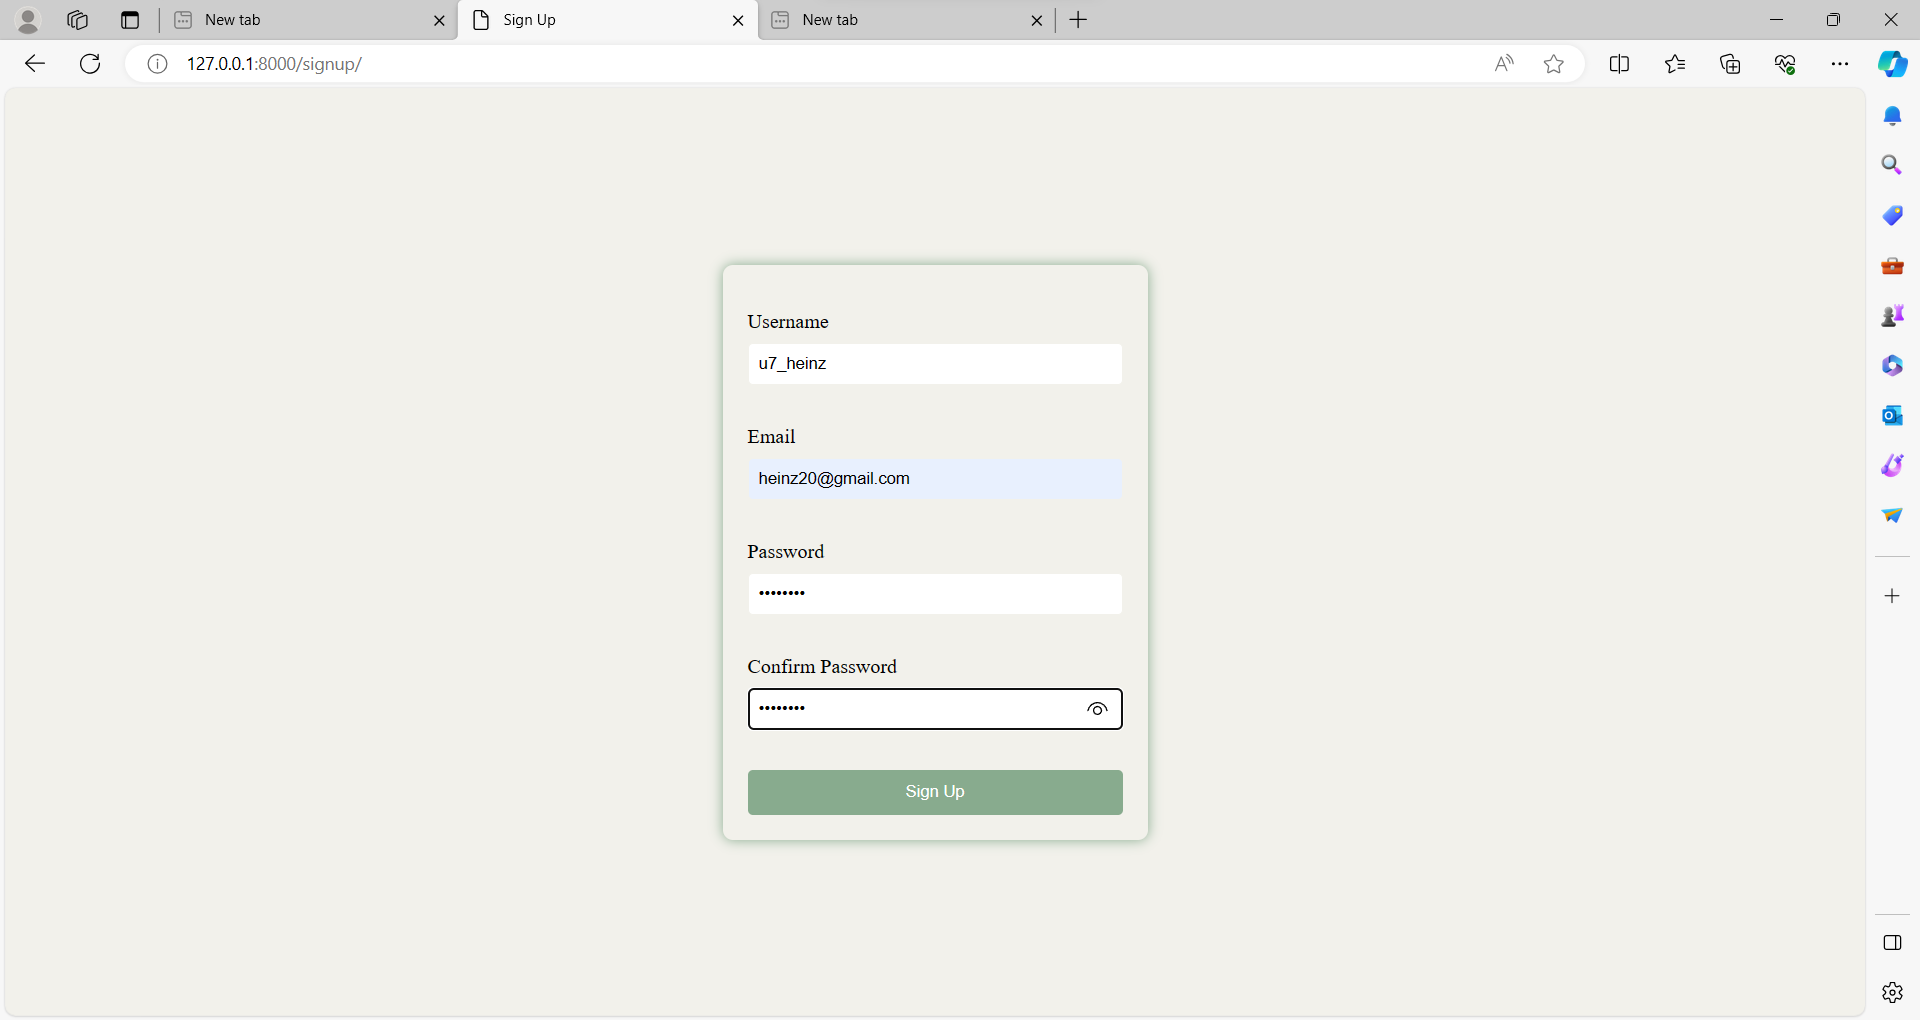 New tab
Sign Up
New tab
127.0.0.1:8000/signup/
Username
u7_heinz
Email
heinz20@gmail.com
Password
••••••••
Confirm Password
••••••••
Sign Up